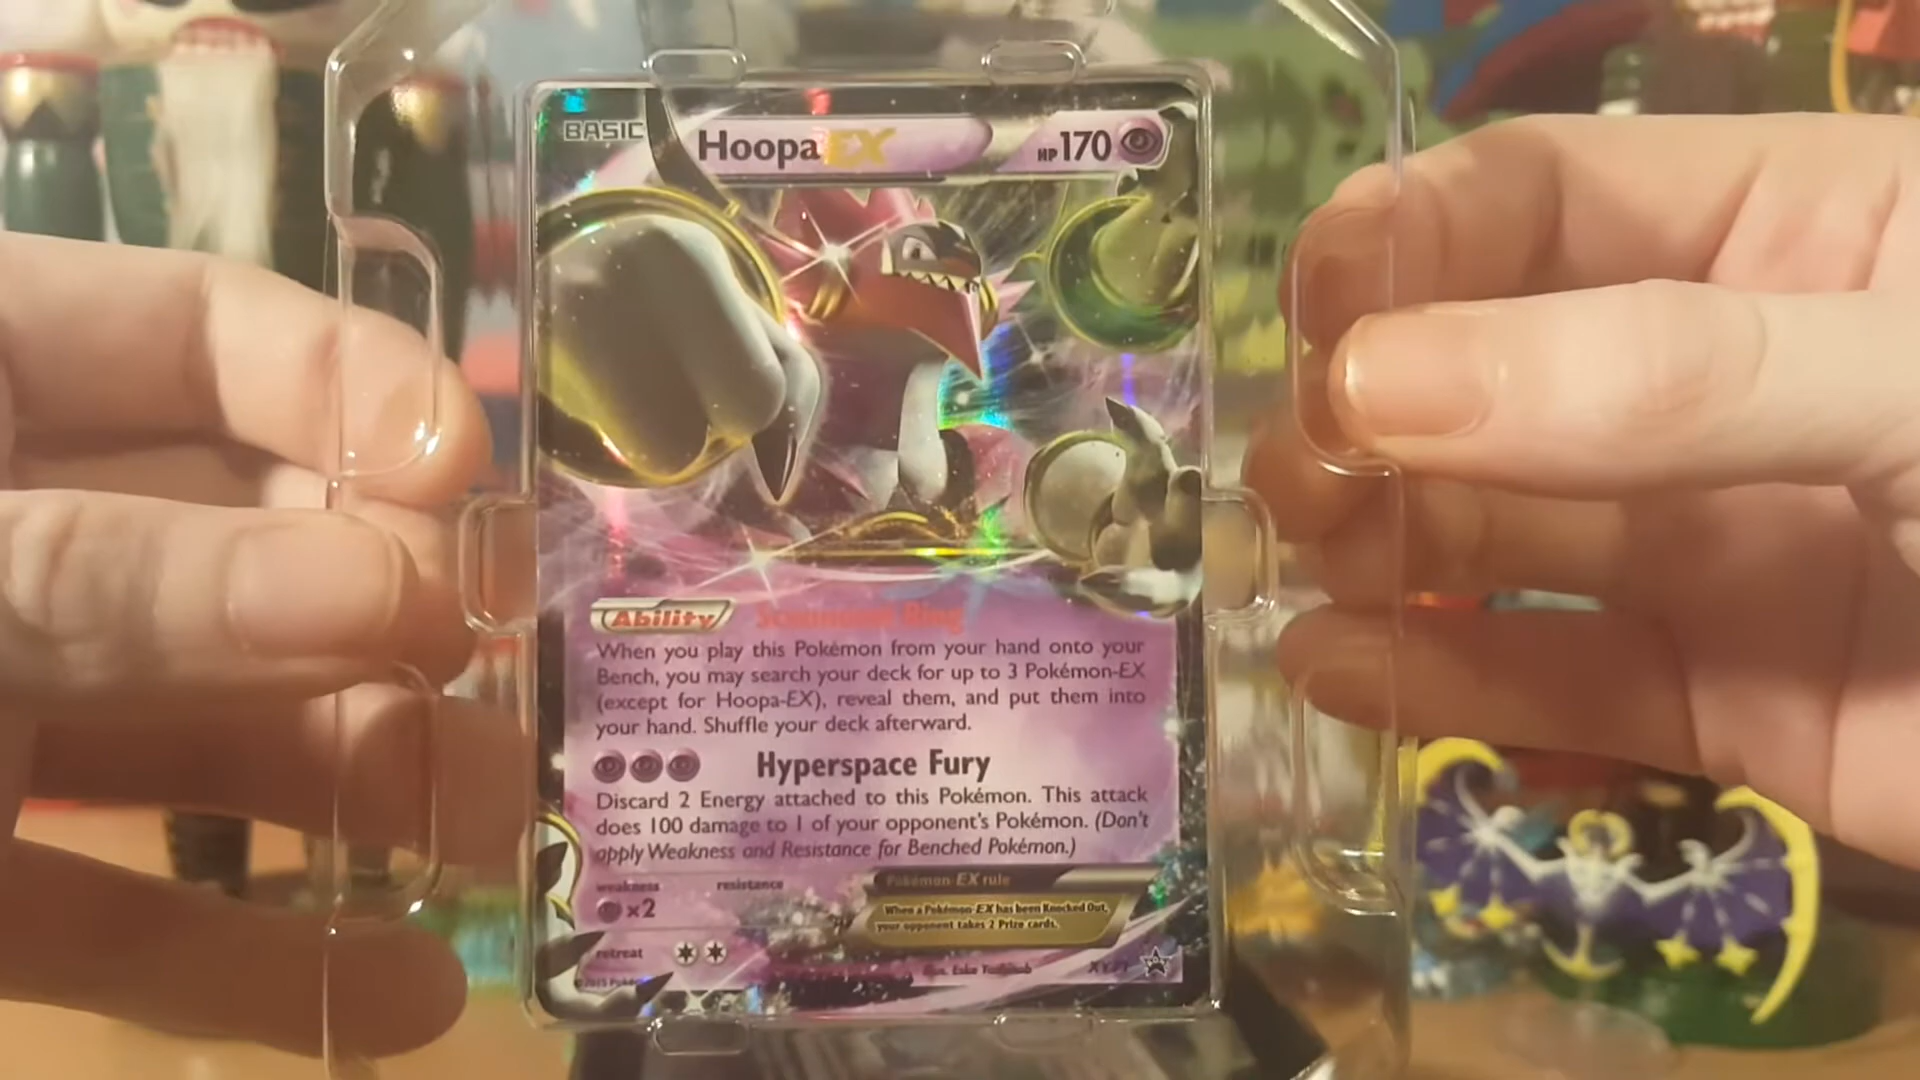 BASIC
Hoopa EX
HP 170
Ability
When you play this Pokémon from your hand onto your
Bench, you may search your deck for up to 3 Pokémon-EX
(except for Hoopa-EX), reveal them, and put them into
your hand. Shuffle your deck afterward.
Hyperspace Fury
Discard 2 Energy attached to this Pokémon. This attack
does 100 damage to 1 of your opponent's Pokémon. (Don't
apply Weakness and Resistance for Benched Pokémon.)
weakness
resistance
×2
Pokémon-EX rule
When a Pokémon-EX has been Knocked Out,
your opponent takes 2 Prize cards.
retreat
Illus.
©2015